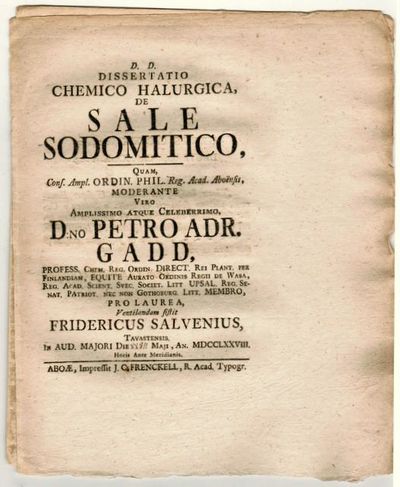 D. D.
DISSERTATIO
CHEMICO HALURGICA,
DE
SALE
SODOMITICO,
QUAM,
Conſ. Ampl. ORDIN. PHIL. Reg. Acad. Aboënſis,
MODERANTE
VIRO
AMPLISSIMO ATQUE CELEBERRIMO,
D:NO PETRO ADR.
GADD,
PROFESS. CHEM. REG. ORDIN. DIRECT. REI PLANT. PER
FINLANDIAM, EQUITE AURATO ORDINIS REGII DE WASA,
REG. ACAD. SCIENT. SVEC. SOCIET. LITT UPSAL. REG. SE-
NAT. PATRIOT. NEC NON GOTHOBURG. LITT. MEMBRO,
PRO LAUREA,
Ventilandam ſiſtit
FRIDERICUS SALVENIUS,
TAVASTENSIS.
IN AUD. MAJORI DIE MAJI, AN. MDCCLXXVIII.
Horis Ante Meridianis.
ABOÆ, Impreſſit J. C. FRENCKELL, R. Acad. Typogr.